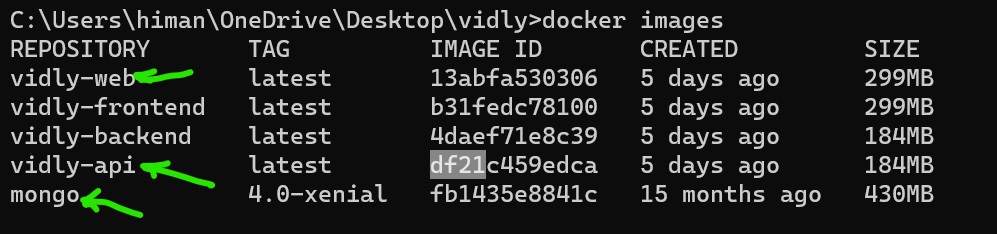 C:\Users\himan\OneDrive\Desktop\vidly>docker images
REPOSITORY TAG IMAGE ID CREATED SIZE
vidly-web latest 13abfa530306 5 days ago 299MB
vidly-frontend latest b31fedc78100 5 days ago 299MB
vidly-backend latest 4daef71e8c39 5 days ago 184MB
vidly-api latest df21c459edca 5 days ago 184MB
mongo 4.0-xenial fb1435e8841c 15 months ago 430MB